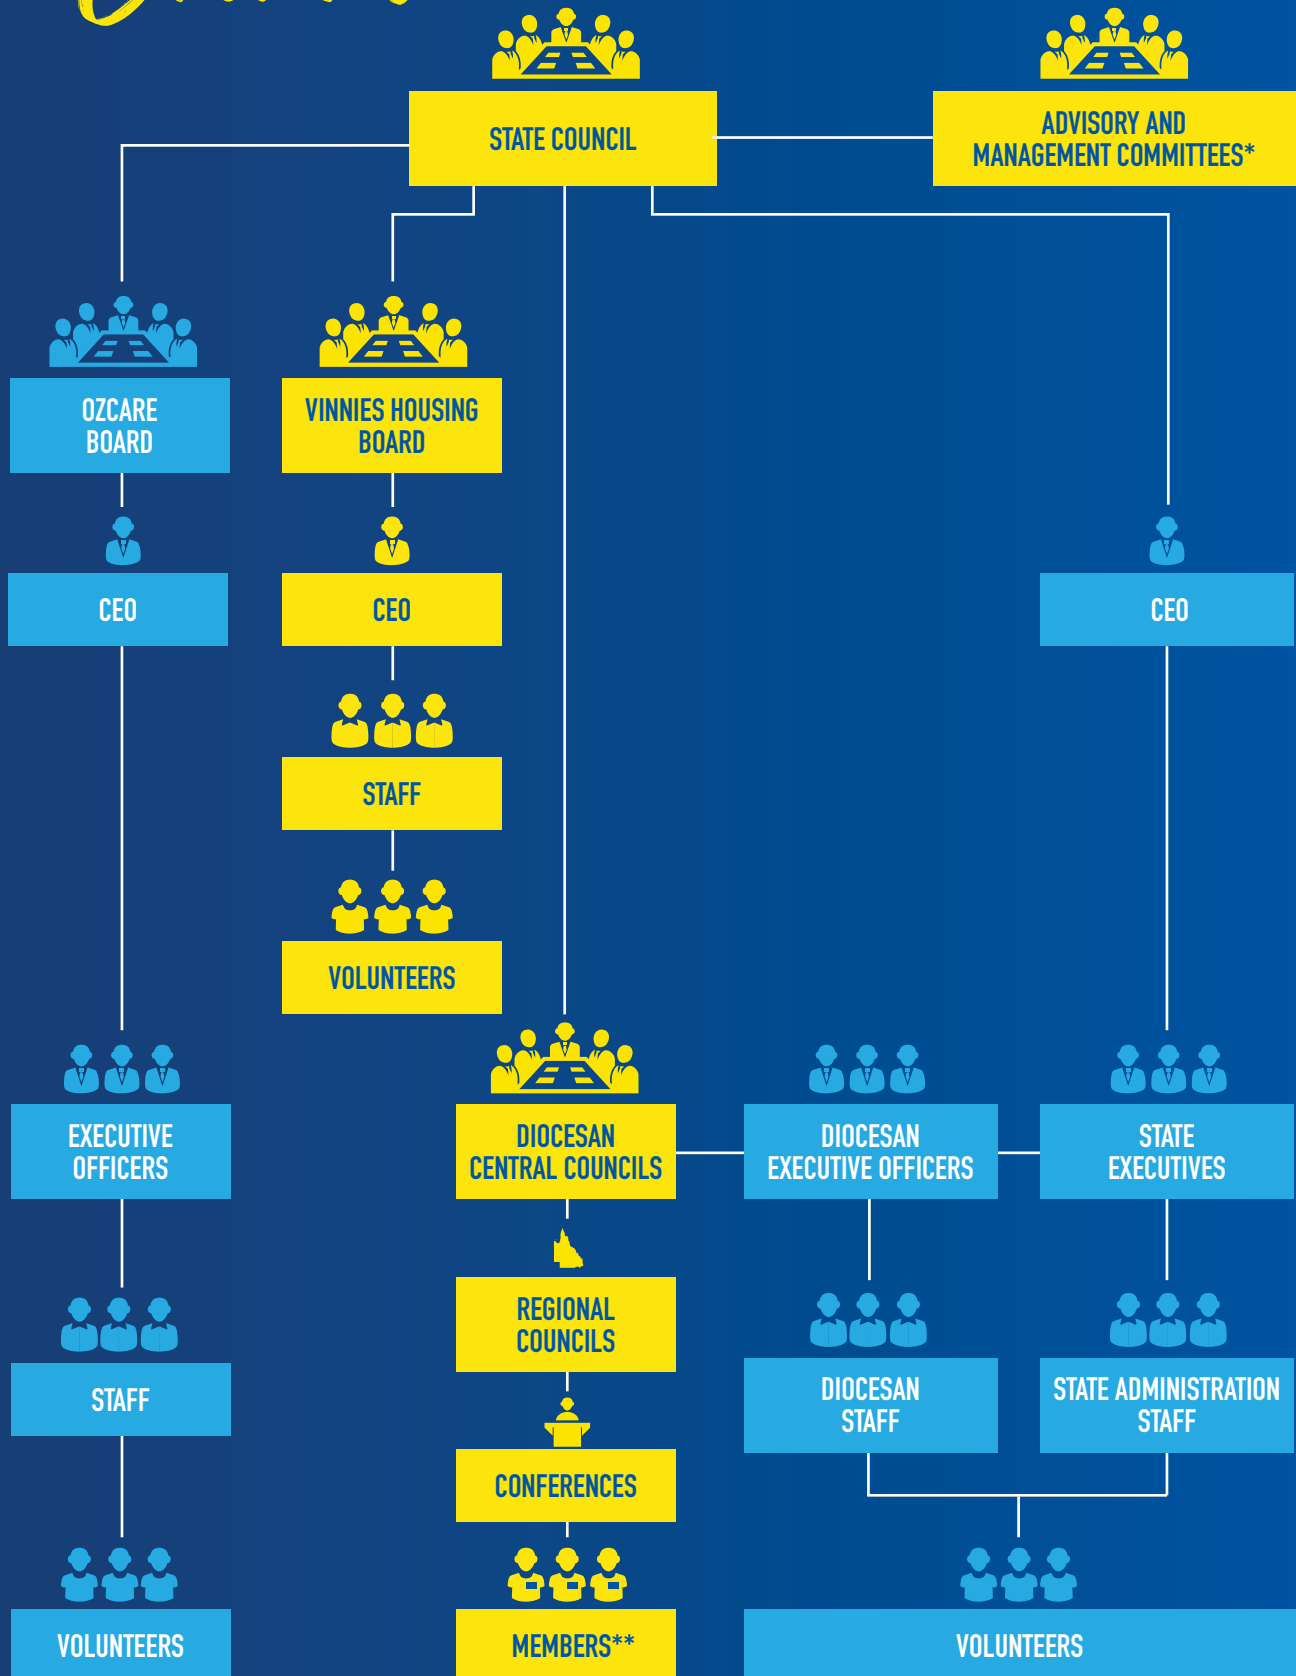 STATE COUNCIL
ADVISORY AND
MANAGEMENT COMMITTEES*
OZCARE
BOARD
VINNIES HOUSING
BOARD
CEO
CEO
CEO
STAFF
VOLUNTEERS
EXECUTIVE
OFFICERS
DIOCESAN
CENTRAL COUNCILS
DIOCESAN
EXECUTIVE OFFICERS
STATE
EXECUTIVES
REGIONAL
COUNCILS
STAFF
DIOCESAN
STAFF
STATE ADMINISTRATION
STAFF
CONFERENCES
VOLUNTEERS
MEMBERS**
VOLUNTEERS